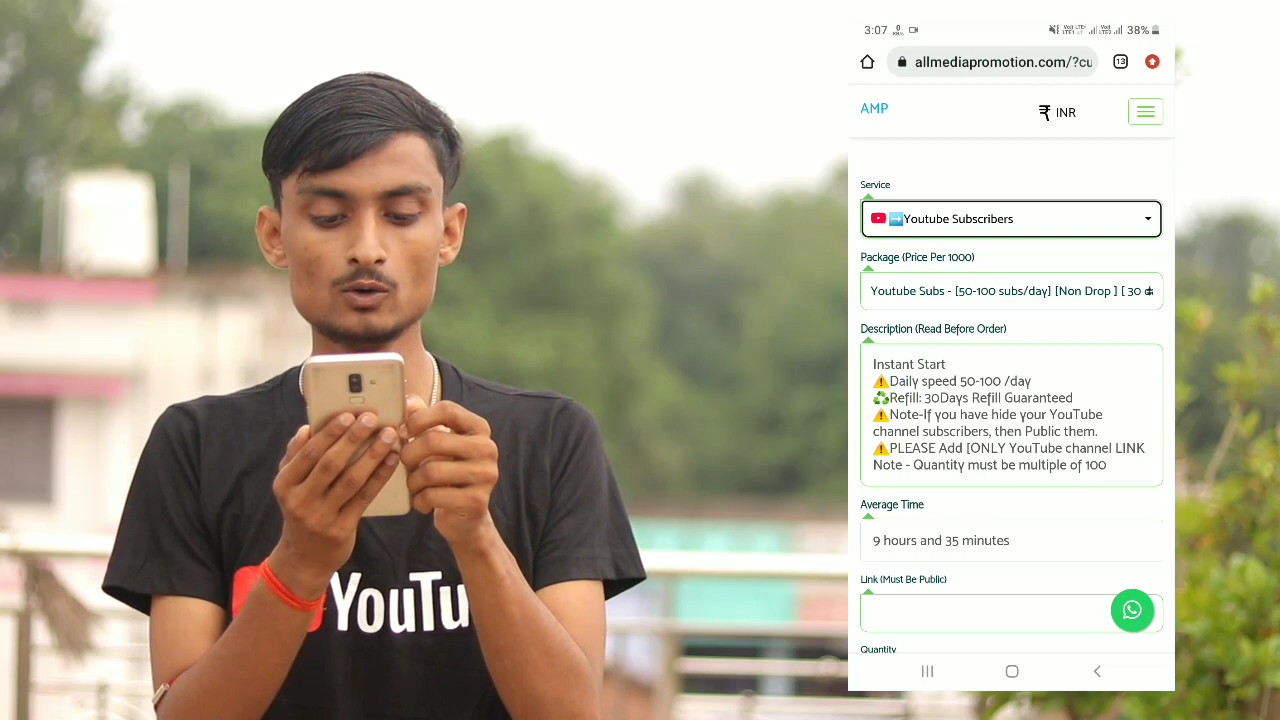 YouTu
3:07
38%
allmediapromotion.com/?cu
13
AMP
₹ INR
Service
➡️Youtube Subscribers
Package (Price Per 1000)
Youtube Subs - [50-100 subs/day] [Non Drop ] [ 30 d
Description (Read Before Order)
Instant Start
⚠️Daily speed 50-100 /day
♻️Refill: 30Days Refill Guaranteed
⚠️Note-If you have hide your YouTube
channel subscribers, then Public them.
⚠️PLEASE Add [ONLY YouTube channel LINK
Note - Quantity must be multiple of 100
Average Time
9 hours and 35 minutes
Link (Must Be Public)
Quantity